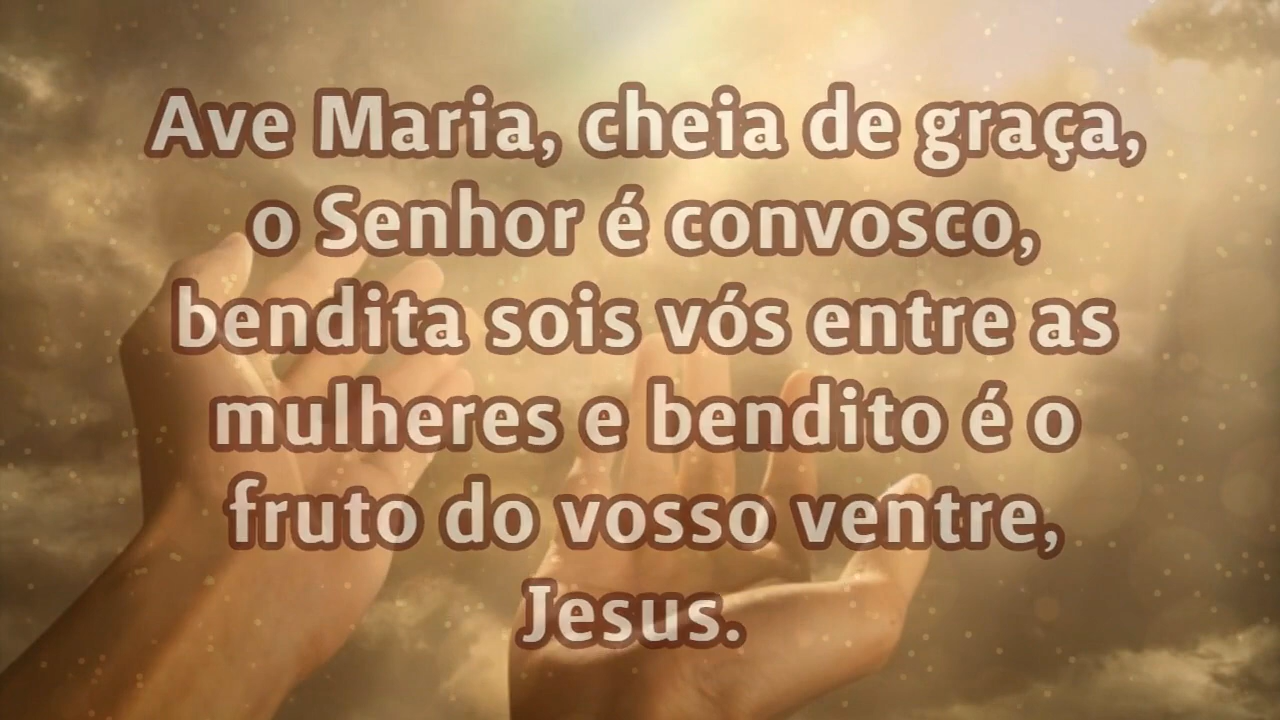 Ave Maria, cheia de graça,
o Senhor é convosco,
bendita sois vós entre as
mulheres e bendito é o
fruto do vosso ventre,
Jesus.